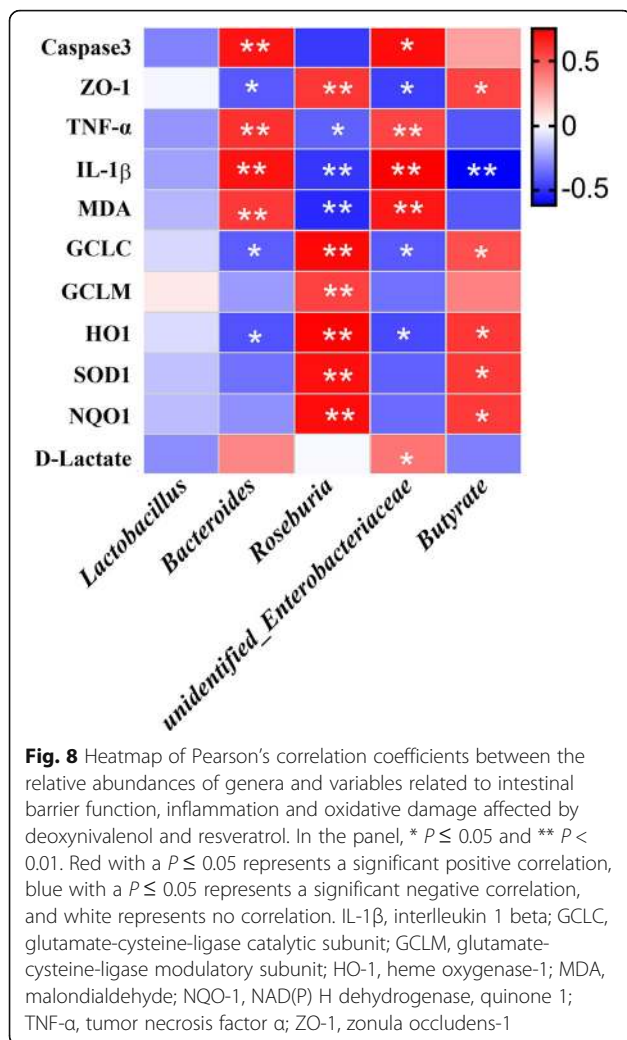 Caspase3 ** *
ZO-1 * ** * *
TNF-α ** * **
IL-1β ** ** ** **
MDA ** ** **
GCLC * ** * *
GCLM **
HO1 * ** * *
SOD1 ** *
NQO1 ** *
D-Lactate *
0.5
0
-0.5
Lactobacillus
Bacteroides
Roseburia
unidentified_Enterobacteriaceae
Butyrate
Fig. 8 Heatmap of Pearson's correlation coefficients between the
relative abundances of genera and variables related to intestinal
barrier function, inflammation and oxidative damage affected by
deoxynivalenol and resveratrol. In the panel, * P ≤ 0.05 and ** P <
0.01. Red with a P ≤ 0.05 represents a significant positive correlation,
blue with a P ≤ 0.05 represents a significant negative correlation,
and white represents no correlation. IL-1β, interlleukin 1 beta; GCLC,
glutamate-cysteine-ligase catalytic subunit; GCLM, glutamate-
cysteine-ligase modulatory subunit; HO-1, heme oxygenase-1; MDA,
malondialdehyde; NQO-1, NAD(P) H dehydrogenase, quinone 1;
TNF-α, tumor necrosis factor α; ZO-1, zonula occludens-1